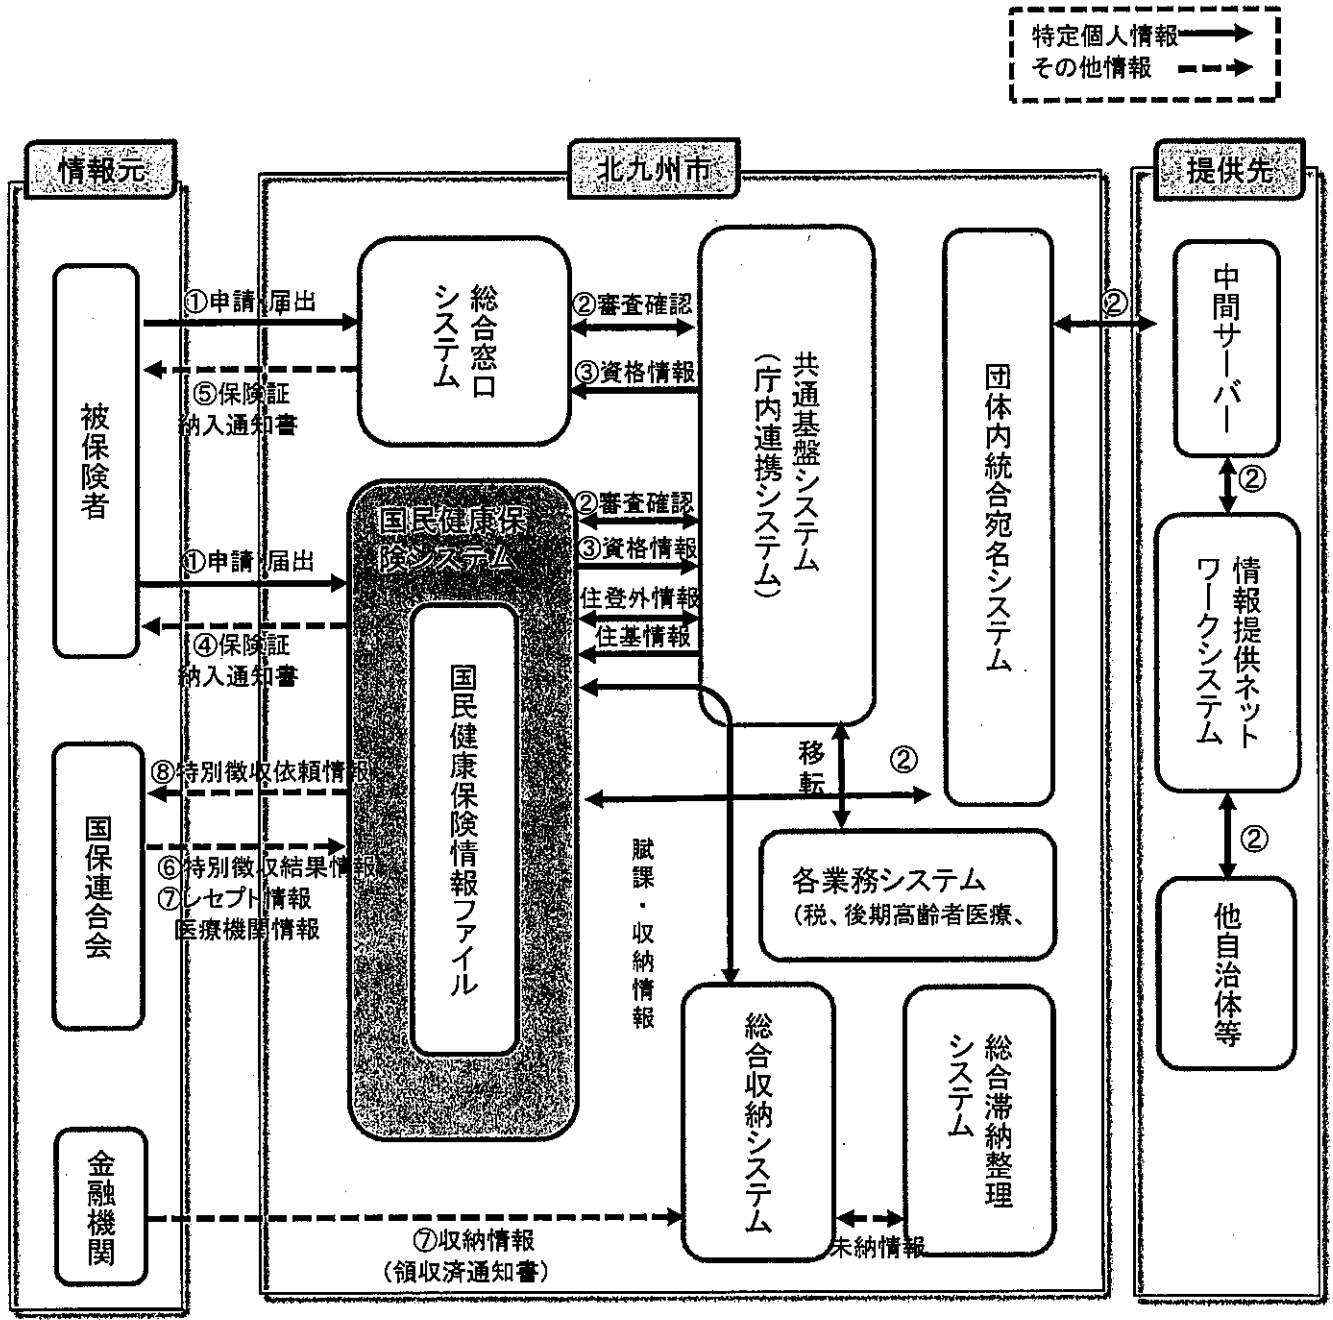 特定個人情報
その他情報
情報元
北九州市
提供先
被保険者
①申請・届出
⑤保険証
納入通知書
①申請・届出
④保険証
納入通知書
国保連合会
⑧特別徴収依頼情報
⑥特別徴収結果情報
⑦レセプト情報
医療機関情報
金融機関
⑦収納情報
(領収済通知書)
総合窓口
システム
②審査確認
③資格情報
国民健康保
険システム
国民健康保険情報ファイル
②審査確認
③資格情報
住登外情報
住基情報
共通基盤システム
(庁内連携システム)
団体内統合宛名システム
移転
②
賦課・収納情報
各業務システム
(税、後期高齢者医療、
総合収納システム
未納情報
総合滞納整理
システム
②
中間サーバー
②
情報提供ネット
ワークシステム
②
他自治体等